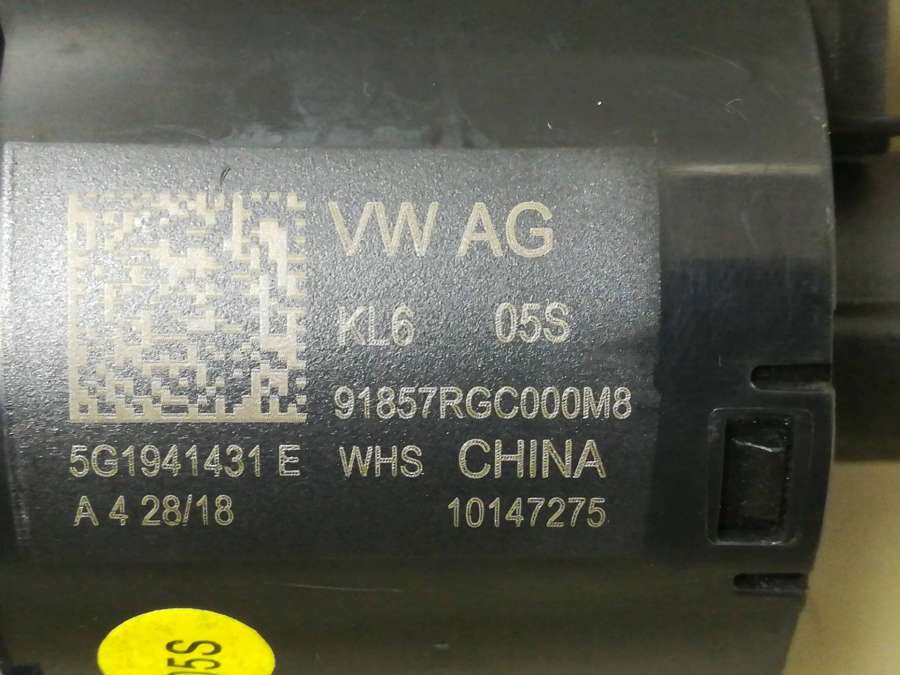 VW AG
KL6 05S
91857RGC000M8
5G1941431 E WHS CHINA
A 4 28/18 10147275
05S